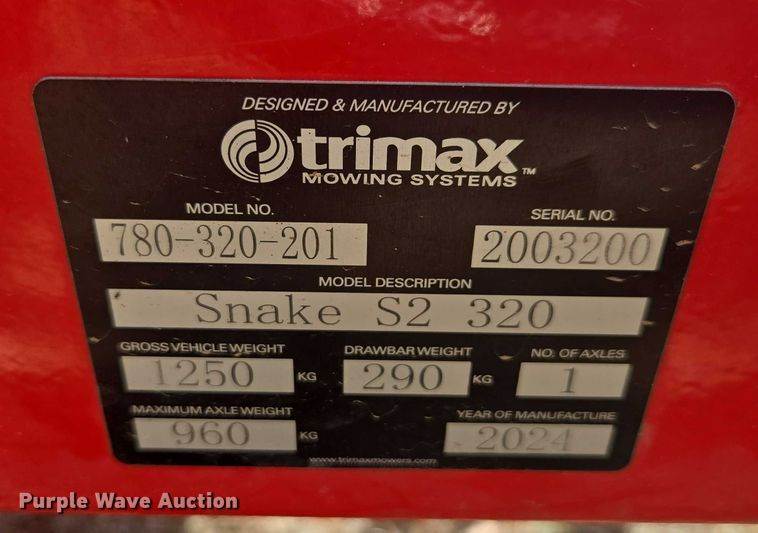 DESIGNED & MANUFACTURED BY
trimax™
MOWING SYSTEMS
MODEL NO. SERIAL NO.
780-320-201 2003200
MODEL DESCRIPTION
Snake S2 320
GROSS VEHICLE WEIGHT DRAWBAR WEIGHT NO. OF AXLES
1250 KG 290 KG 1
MAXIMUM AXLE WEIGHT YEAR OF MANUFACTURE
960 KG 2024
www.trimaxmowers.com
Purple Wave Auction